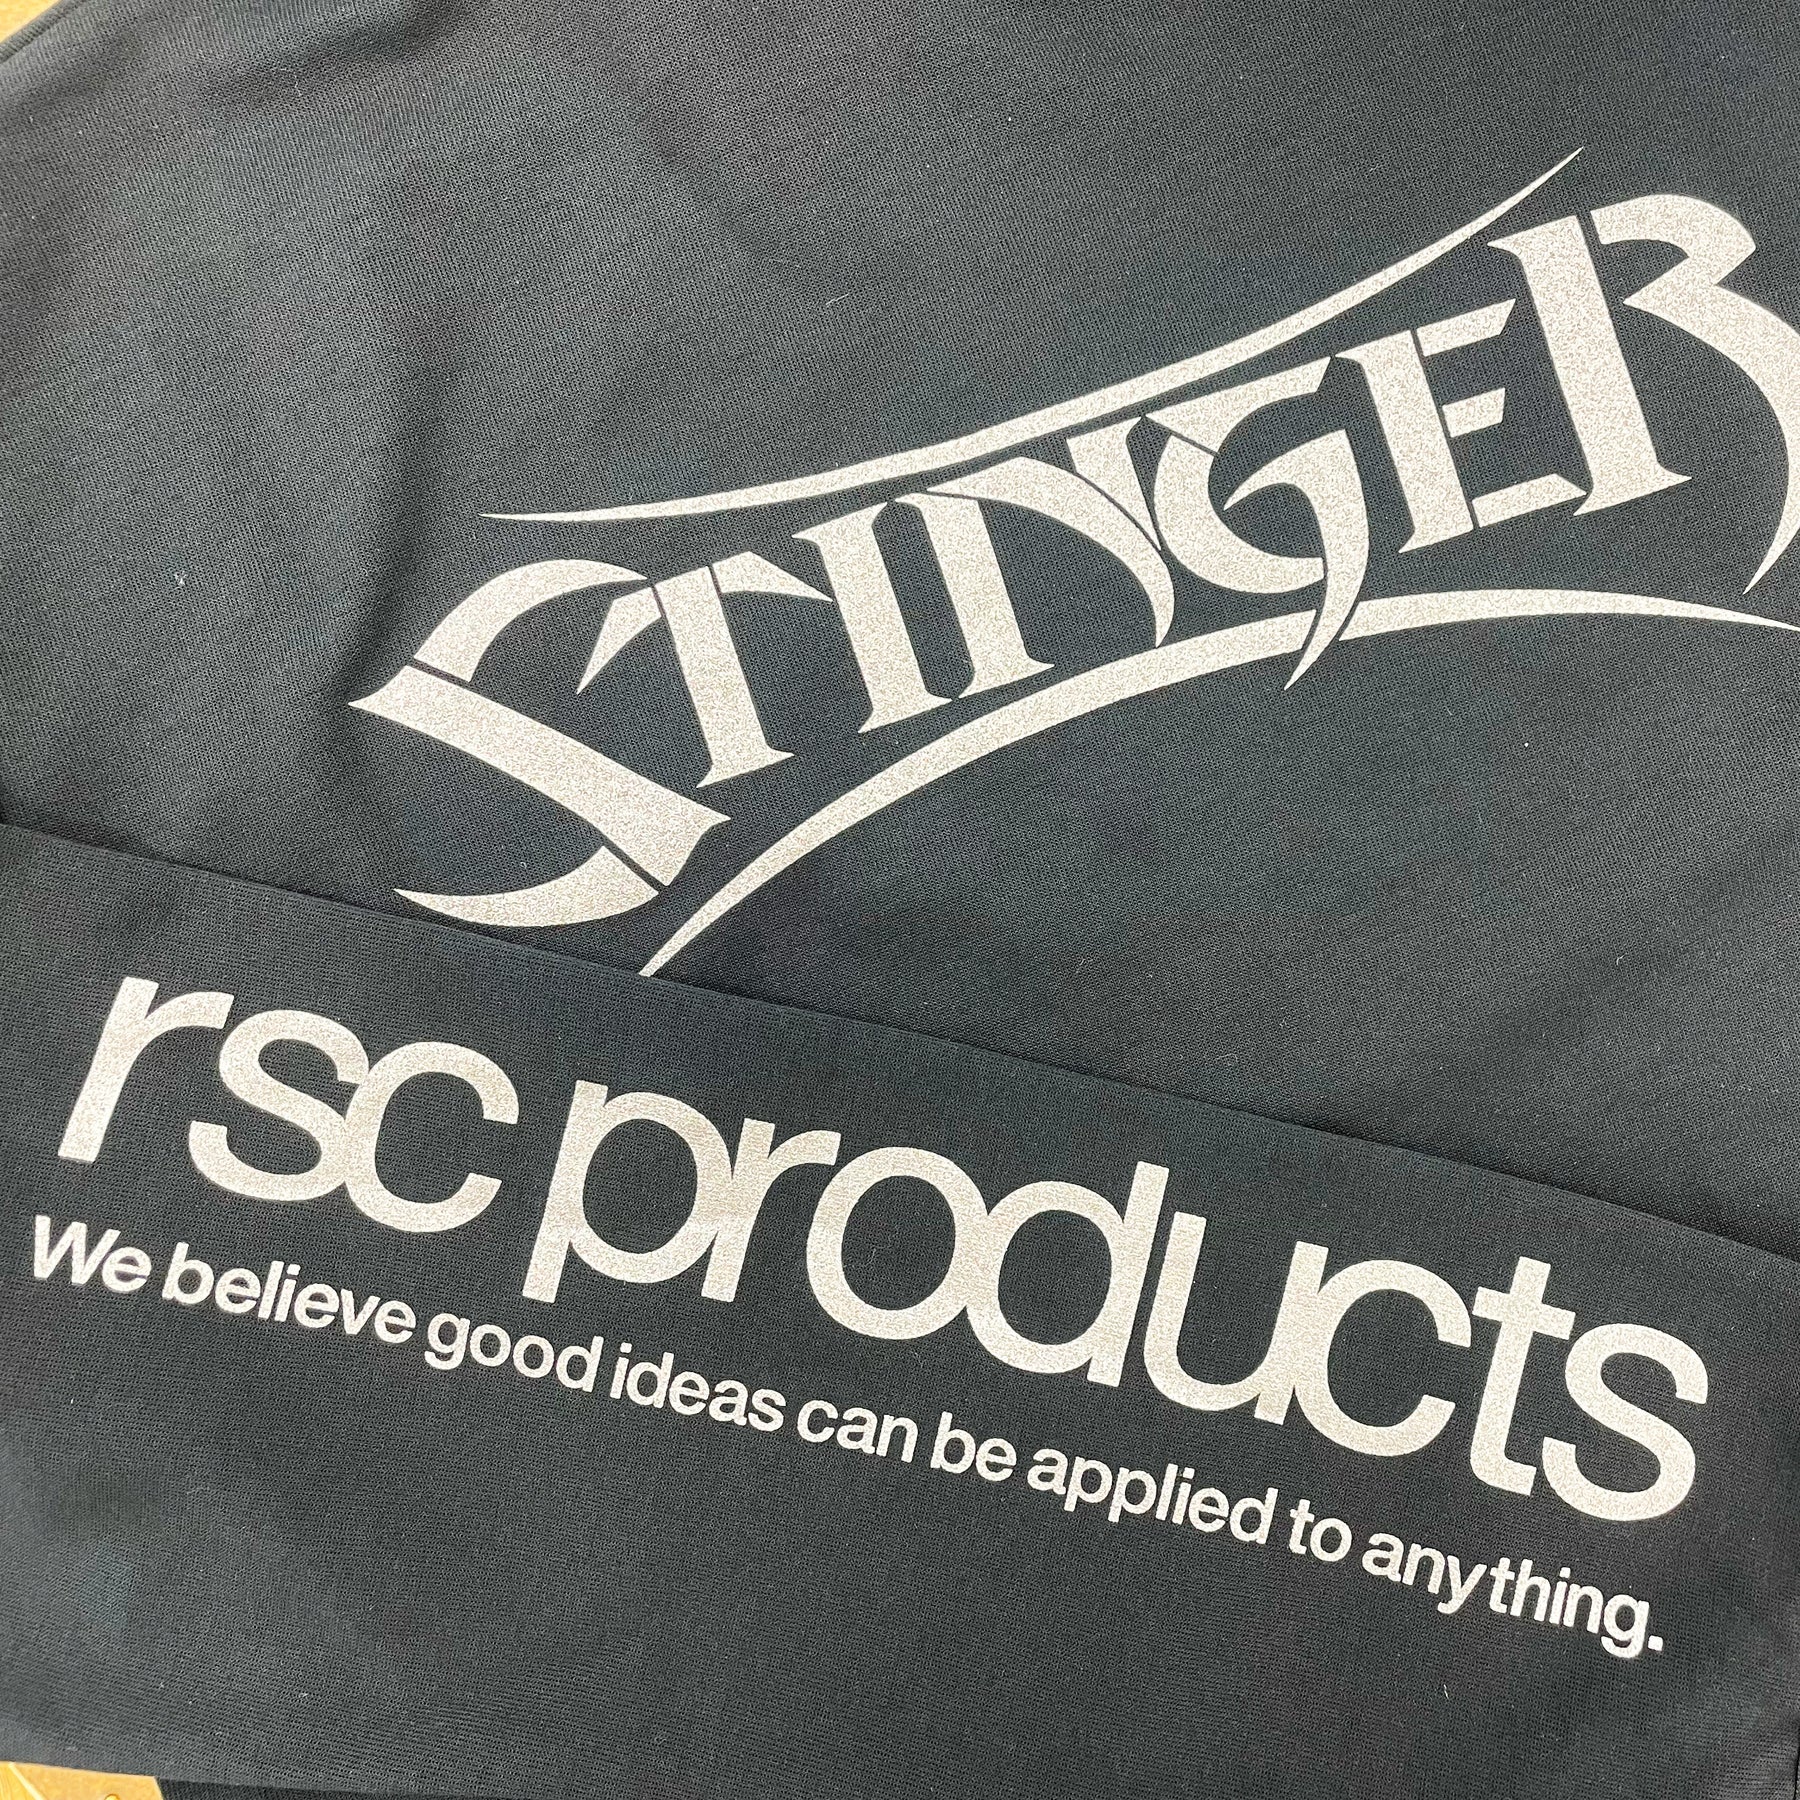 STINGER
rsc products
We believe good ideas can be applied to anything.